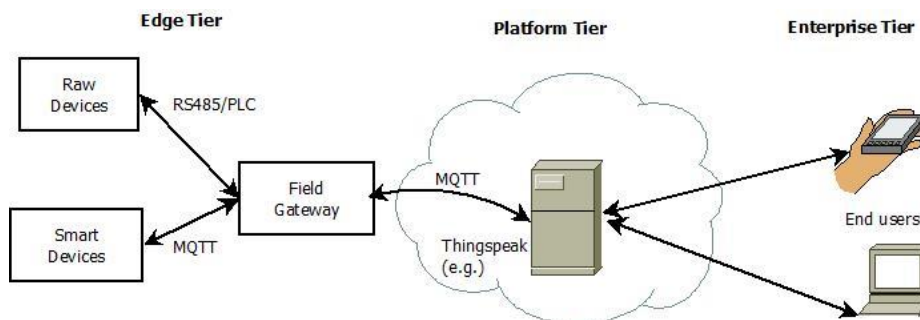 Edge Tier
Platform Tier
Enterprise Tier
Raw
Devices
RS485/PLC
Field
Gateway
MQTT
Smart
Devices
MQTT
Thingspeak
(e.g.)
End users